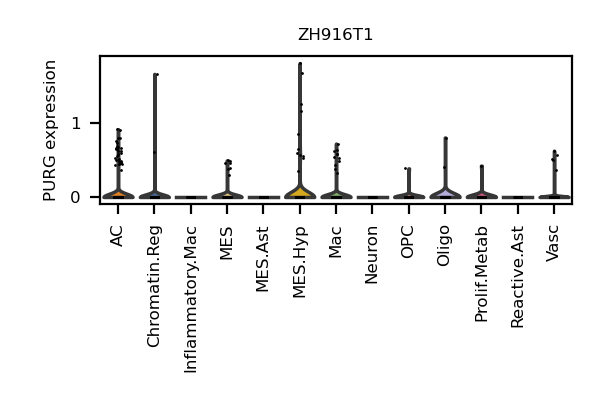 ZH916T1
PURG expression
1
0
AC
Chromatin.Reg
Inflammatory.Mac
MES
MES.Ast
MES.Hyp
Mac
Neuron
OPC
Oligo
Prolif.Metab
Reactive.Ast
Vasc